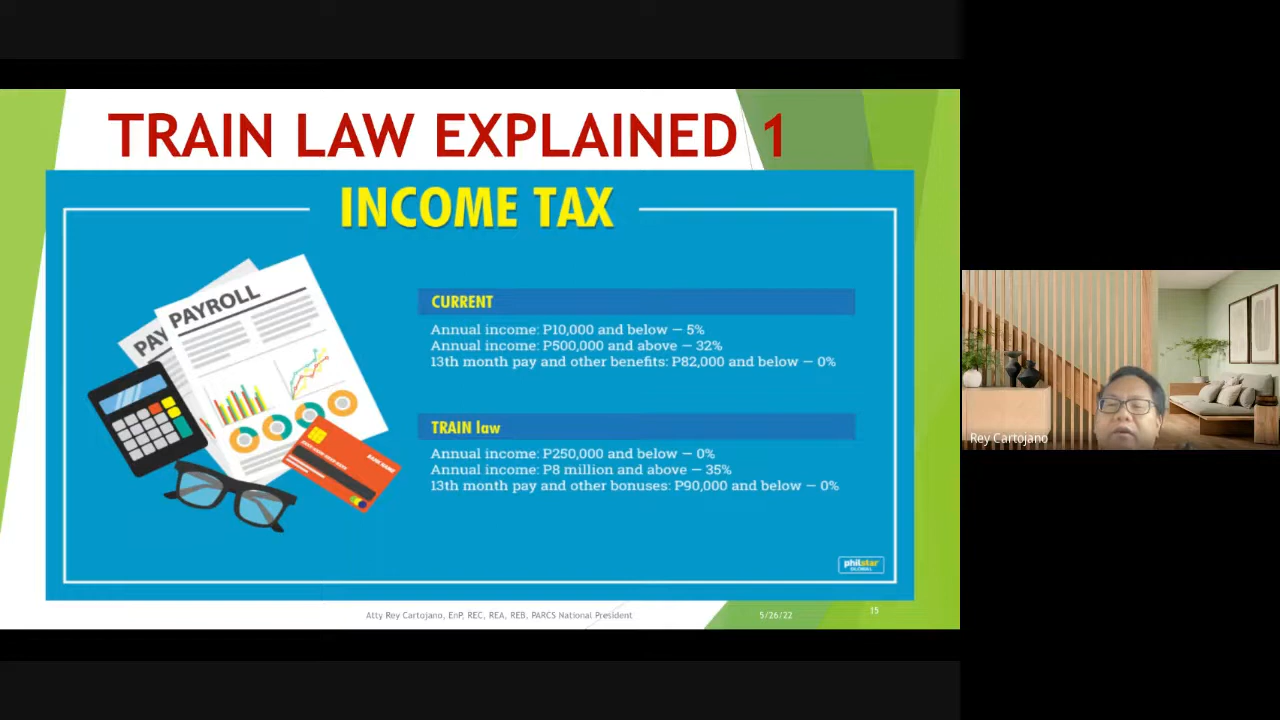 TRAIN LAW EXPLAINED 1
INCOME TAX
PAYROLL
PAY
CURRENT
Annual income: P10,000 and below — 5%
Annual income: P500,000 and above — 32%
13th month pay and other benefits: P82,000 and below — 0%
TRAIN law
Annual income: P250,000 and below — 0%
Annual income: P8 million and above — 35%
13th month pay and other bonuses: P90,000 and below — 0%
philstar
GLOBAL
Atty Rey Cartojano, EnP, REC, REA, REB, PARCS National President
5/26/22
15
Rey Cartojano